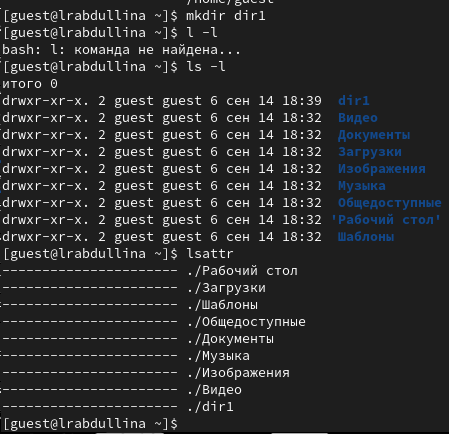 /home/guest
[guest@lrabdullina ~]$ mkdir dir1
[guest@lrabdullina ~]$ l -l
bash: l: команда не найдена...
[guest@lrabdullina ~]$ ls -l
итого 0
drwxr-xr-x. 2 guest guest 6 сен 14 18:39 dir1
drwxr-xr-x. 2 guest guest 6 сен 14 18:32 Видео
drwxr-xr-x. 2 guest guest 6 сен 14 18:32 Документы
drwxr-xr-x. 2 guest guest 6 сен 14 18:32 Загрузки
drwxr-xr-x. 2 guest guest 6 сен 14 18:32 Изображения
drwxr-xr-x. 2 guest guest 6 сен 14 18:32 Музыка
drwxr-xr-x. 2 guest guest 6 сен 14 18:32 Общедоступные
drwxr-xr-x. 2 guest guest 6 сен 14 18:32 'Рабочий стол'
drwxr-xr-x. 2 guest guest 6 сен 14 18:32 Шаблоны
[guest@lrabdullina ~]$ lsattr
---------------------- ./Рабочий стол
---------------------- ./Загрузки
---------------------- ./Шаблоны
---------------------- ./Общедоступные
---------------------- ./Документы
---------------------- ./Музыка
---------------------- ./Изображения
---------------------- ./Видео
---------------------- ./dir1
[guest@lrabdullina ~]$